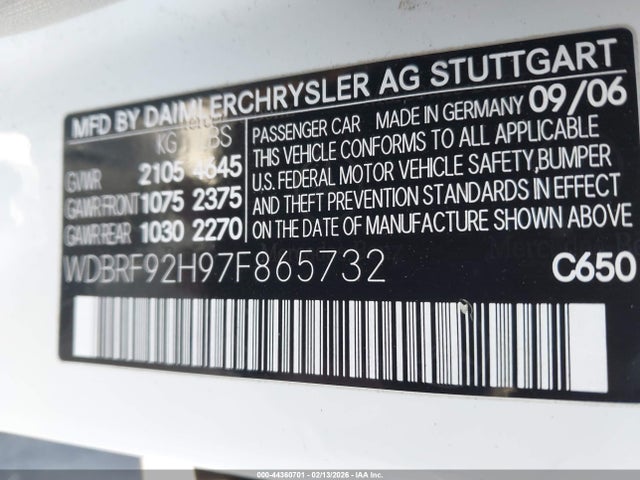 MFD BY DAIMLERCHRYSLER AG STUTTGART
KG LBS
GVWR 2105 4645
GAWR FRONT 1075 2375
GAWR REAR 1030 2270
PASSENGER CAR MADE IN GERMANY 09/06
THIS VEHICLE CONFORMS TO ALL APPLICABLE
U.S. FEDERAL MOTOR VEHICLE SAFETY, BUMPER
AND THEFT PREVENTION STANDARDS IN EFFECT
ON THE DATE OF MANUFACTURE SHOWN ABOVE
WDBRF92H97F865732 C650
000-44360701 - 02/13/2026 - IAA Inc.